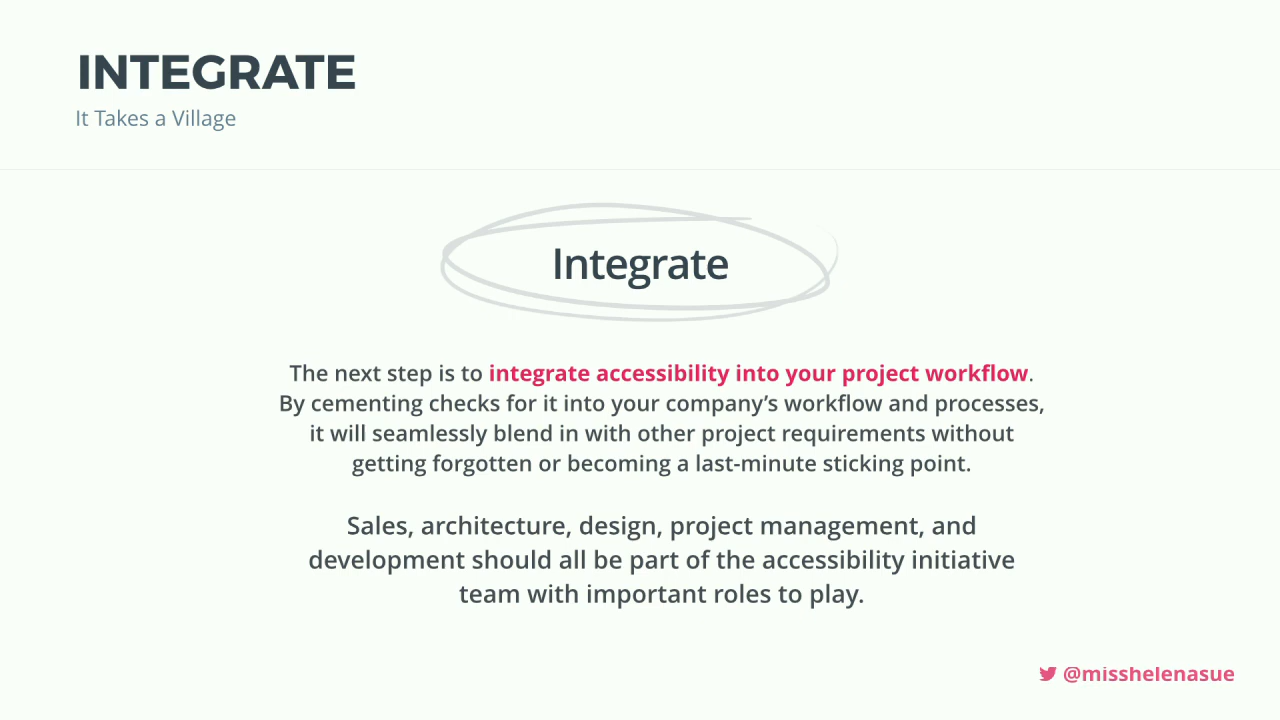 INTEGRATE
It Takes a Village
Integrate
The next step is to integrate accessibility into your project workflow.
By cementing checks for it into your company’s workflow and processes,
it will seamlessly blend in with other project requirements without
getting forgotten or becoming a last-minute sticking point.
Sales, architecture, design, project management, and
development should all be part of the accessibility initiative
team with important roles to play.
@misshelenasue